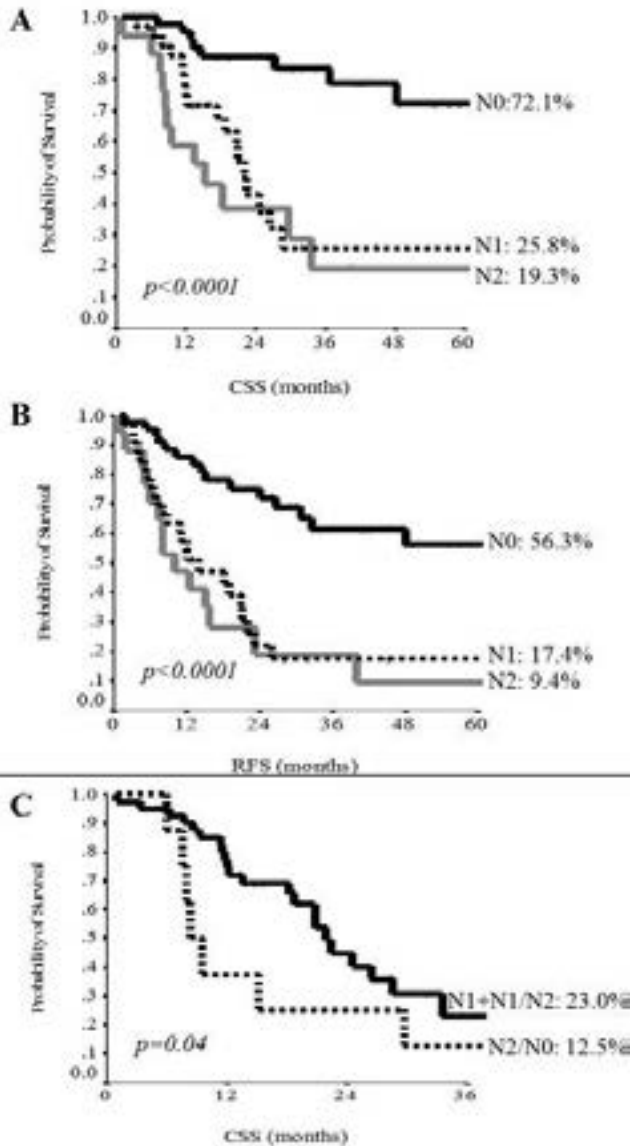 A
Probability of Survival
1.0
.9
.8
.7
.6
.5
.4
.3
.2
.1
0.0
N0:72.1%
N1: 25.8%
N2: 19.3%
p<0.0001
0 12 24 36 48 60
CSS (months)
B
Probability of Survival
1.0
.9
.8
.7
.6
.5
.4
.3
.2
.1
0.0
N0: 56.3%
N1: 17.4%
N2: 9.4%
p<0.0001
0 12 24 36 48 60
RFS (months)
C
Probability of Survival
1.0
.9
.8
.7
.6
.5
.4
.3
.2
.1
0.0
N1+N1/N2: 23.0%
N2/N0: 12.5%
p=0.04
0 12 24 36
CSS (months)